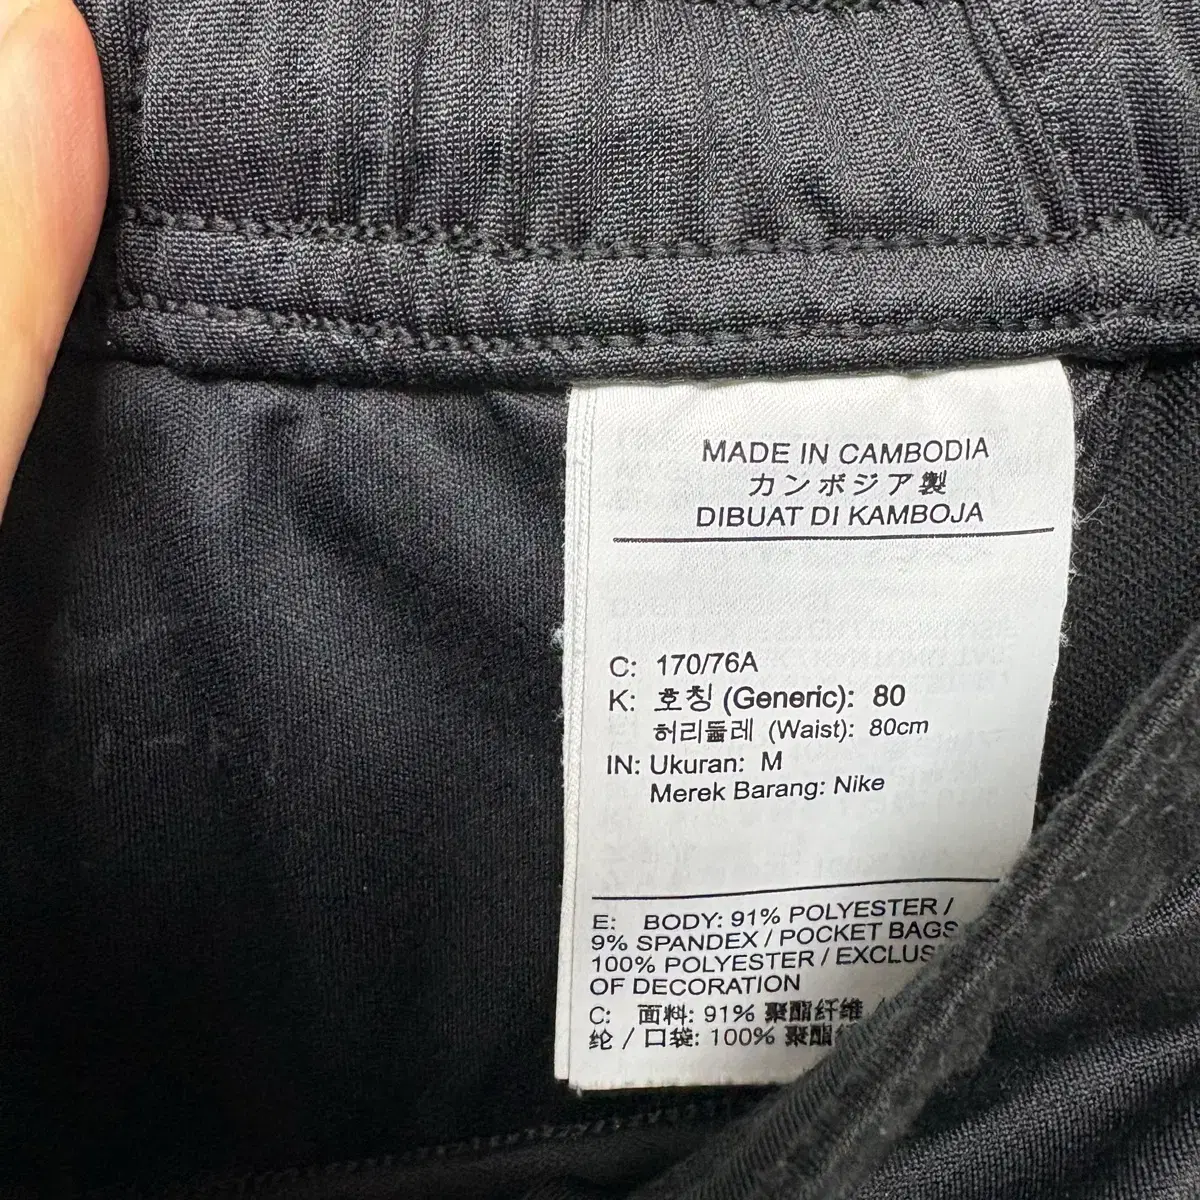 MADE IN CAMBODIA
カンボジア製
DIBUAT DI KAMBOJA
C: 170/76A
K: 호칭 (Generic): 80
허리둘레 (Waist): 80cm
IN: Ukuran: M
Merek Barang: Nike
E: BODY: 91% POLYESTER /
9% SPANDEX / POCKET BAGS
100% POLYESTER / EXCLUS
OF DECORATION
C: 面料: 91% 聚酯纤维 /
纶 / 口袋: 100% 聚酯